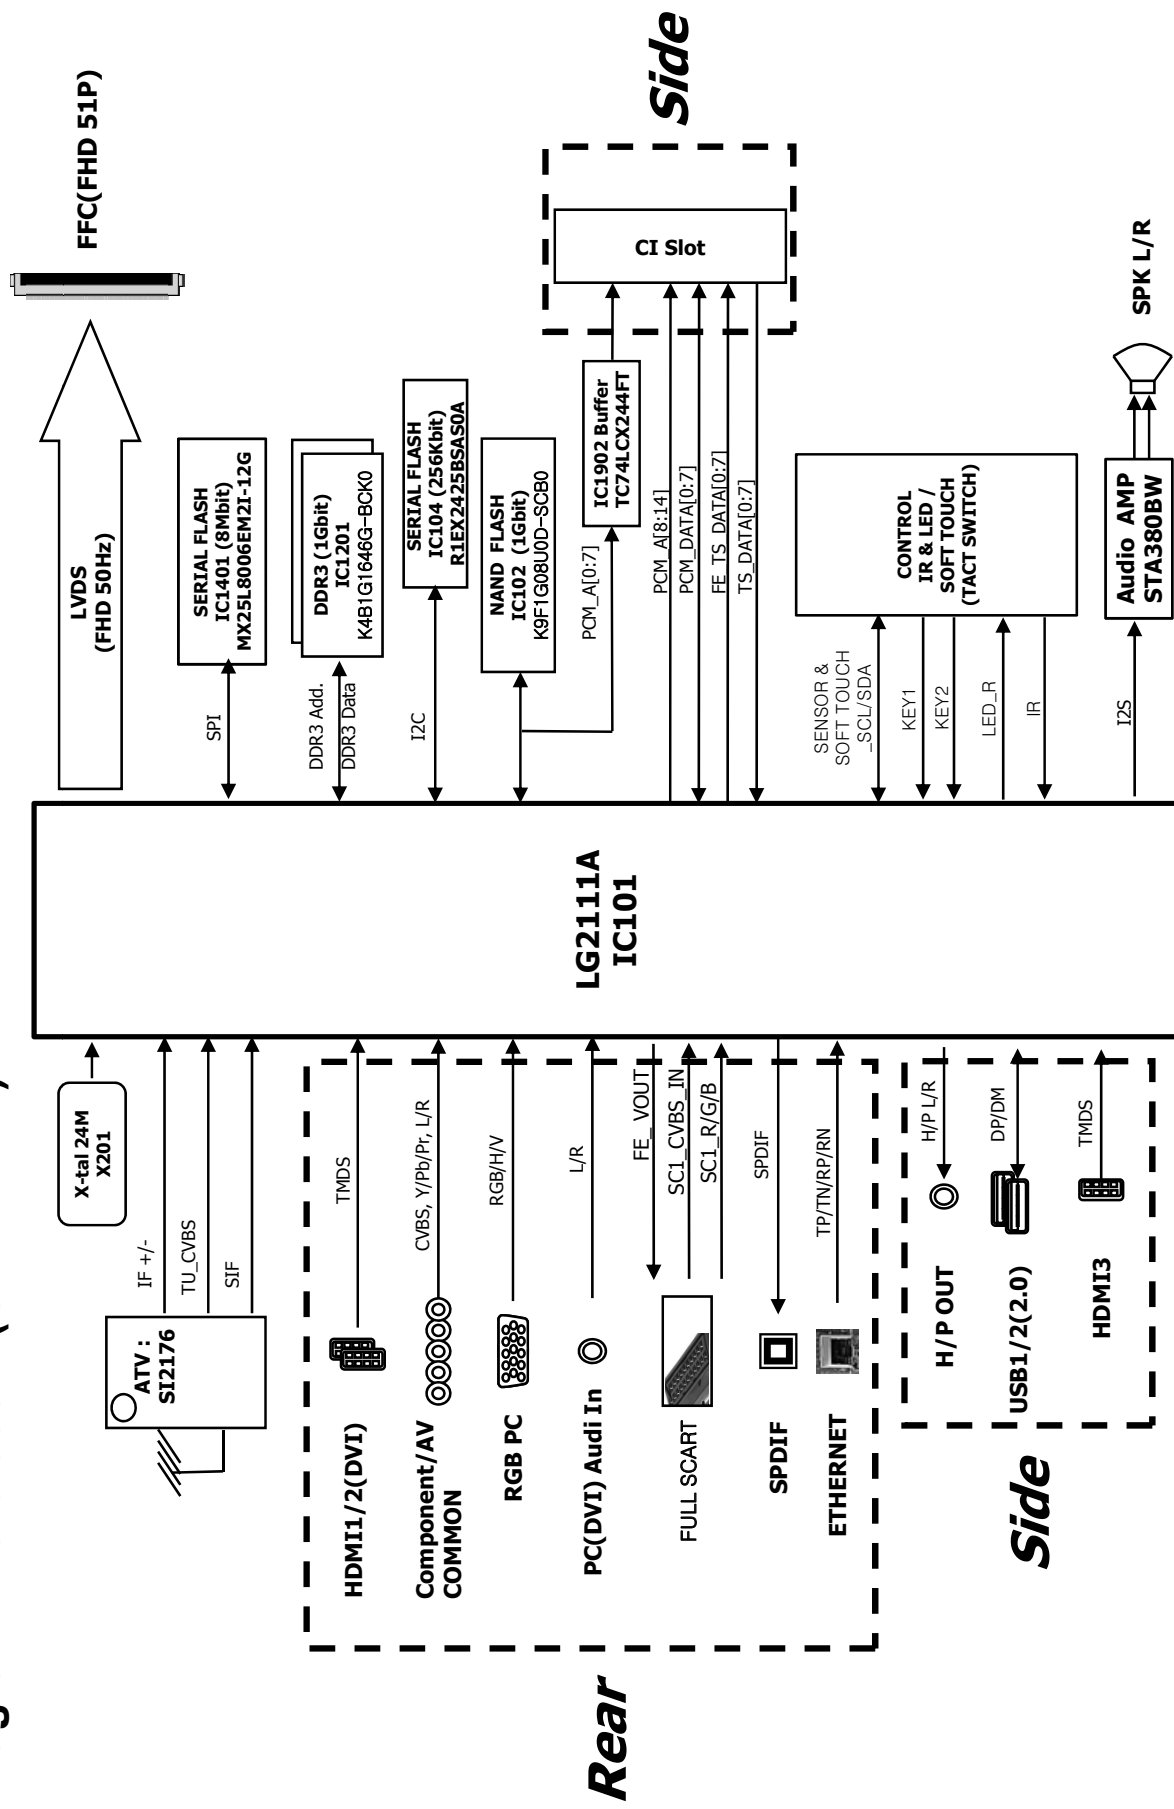 X-tal 24M
X201
ATV :
SI2176
IF +/-
TU_CVBS
SIF
Rear
HDMI1/2(DVI)
TMDS
Component/AV
COMMON
CVBS, Y/Pb/Pr, L/R
RGB PC
RGB/H/V
PC(DVI) Audi In
L/R
FULL SCART
FE_ VOUT
SC1_CVBS_IN
SC1_R/G/B
SPDIF
SPDIF
ETHERNET
TP/TN/RP/RN
Side
H/P OUT
H/P L/R
USB1/2(2.0)
DP/DM
HDMI3
TMDS
LG2111A
IC101
LVDS
(FHD 50Hz)
FFC(FHD 51P)
SPI
SERIAL FLASH
IC1401 (8Mbit)
MX25L8006EM2I-12G
DDR3 Add.
DDR3 Data
DDR3 (1Gbit)
IC1201
K4B1G1646G-BCK0
I2C
SERIAL FLASH
IC104 (256Kbit)
R1EX2425BSAS0A
NAND FLASH
IC102 (1Gbit)
K9F1G08U0D-SCB0
PCM_A[0:7]
IC1902 Buffer
TC74LCX244FT
PCM_A[8:14]
PCM_DATA[0:7]
FE_TS_DATA[0:7]
TS_DATA[0:7]
CI Slot
Side
SENSOR &
SOFT TOUCH
_SCL/SDA
KEY1
KEY2
LED_R
IR
CONTROL
IR & LED /
SOFT TOUCH
(TACT SWITCH)
I2S
Audio AMP
STA380BW
SPK L/R